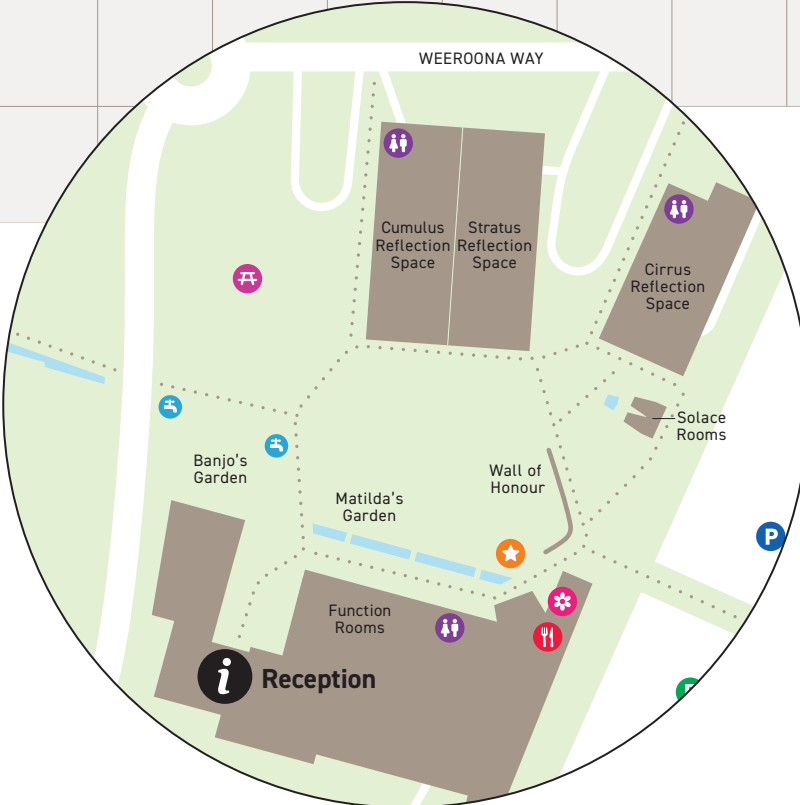 WEEROONA WAY
Cumulus
Reflection
Space
Stratus
Reflection
Space
Cirrus
Reflection
Space
Solace
Rooms
Banjo's
Garden
Wall of
Honour
Matilda's
Garden
P
Function
Rooms
i Reception